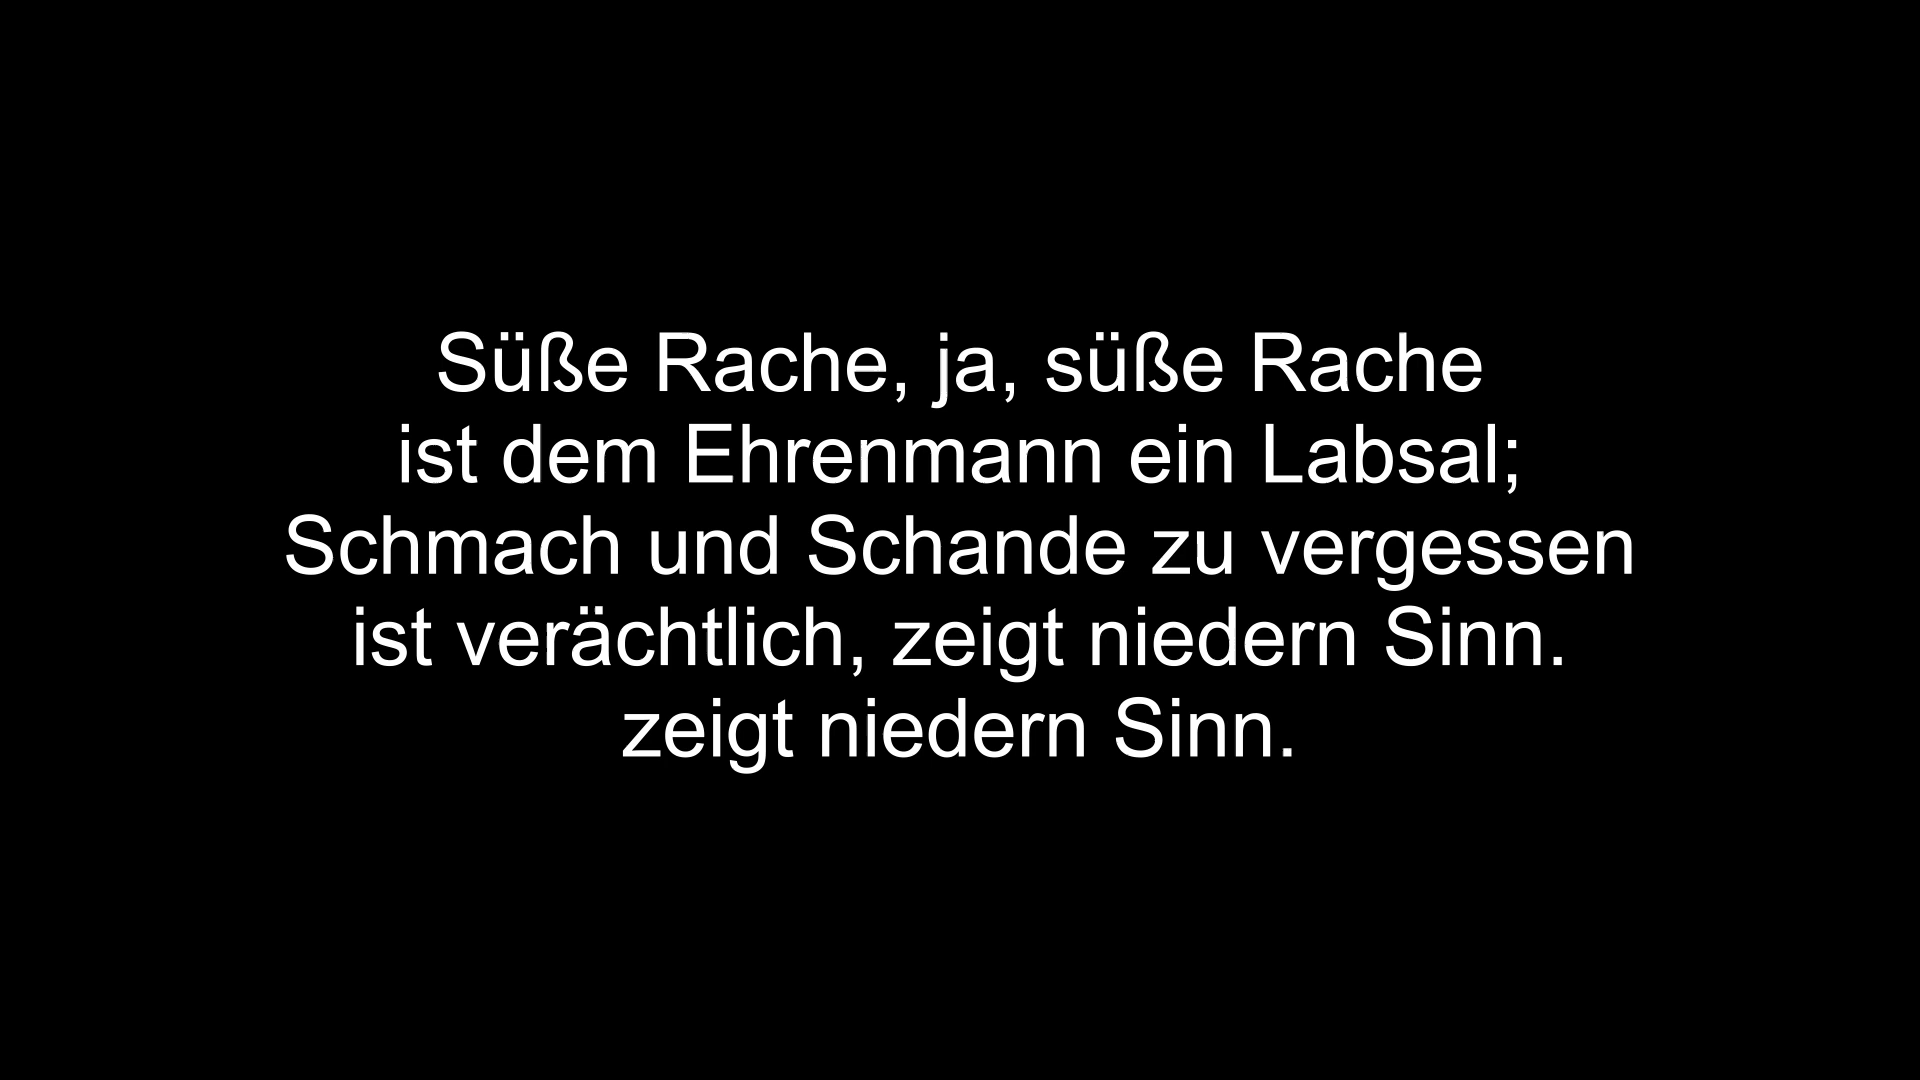 Süße Rache, ja, süße Rache
ist dem Ehrenmann ein Labsal;
Schmach und Schande zu vergessen
ist verächtlich, zeigt niedern Sinn.
zeigt niedern Sinn.